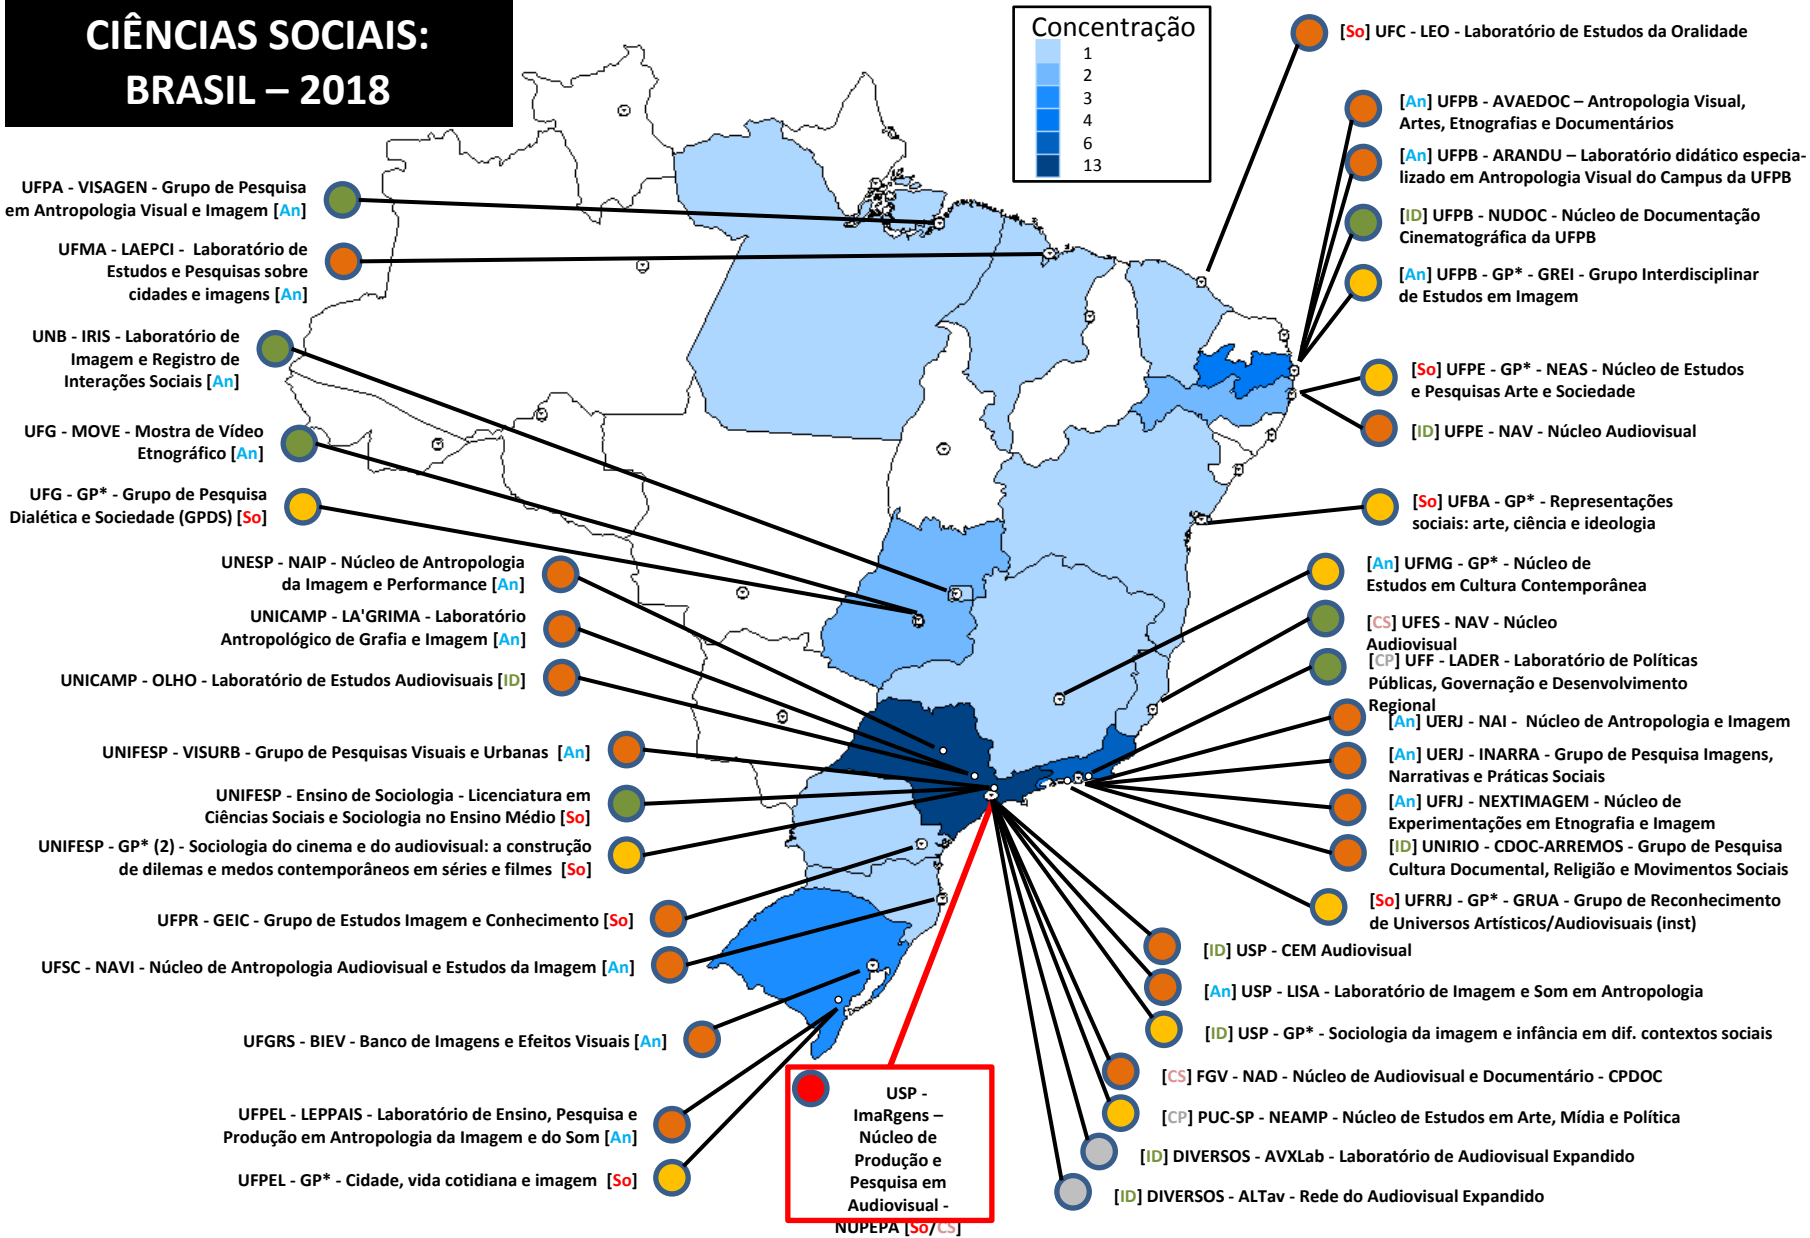 CIÊNCIAS SOCIAIS:
BRASIL – 2018
Concentração
1
2
3
4
6
13
UFPA - VISAGEN - Grupo de Pesquisa
em Antropologia Visual e Imagem [An]
UFMA - LAEPCI - Laboratório de
Estudos e Pesquisas sobre
cidades e imagens [An]
UNB - IRIS - Laboratório de
Imagem e Registro de
Interações Sociais [An]
UFG - MOVE - Mostra de Vídeo
Etnográfico [An]
UFG - GP* - Grupo de Pesquisa
Dialética e Sociedade (GPDS) [So]
UNESP - NAIP - Núcleo de Antropologia
da Imagem e Performance [An]
UNICAMP - LA'GRIMA - Laboratório
Antropológico de Grafia e Imagem [An]
UNICAMP - OLHO - Laboratório de Estudos Audiovisuais [ID]
UNIFESP - VISURB - Grupo de Pesquisas Visuais e Urbanas [An]
UNIFESP - Ensino de Sociologia - Licenciatura em
Ciências Sociais e Sociologia no Ensino Médio [So]
UNIFESP - GP* (2) - Sociologia do cinema e do audiovisual: a construção
de dilemas e medos contemporâneos em séries e filmes [So]
UFPR - GEIC - Grupo de Estudos Imagem e Conhecimento [So]
UFSC - NAVI - Núcleo de Antropologia Audiovisual e Estudos da Imagem [An]
UFGRS - BIEV - Banco de Imagens e Efeitos Visuais [An]
UFPEL - LEPPAIS - Laboratório de Ensino, Pesquisa e
Produção em Antropologia da Imagem e do Som [An]
UFPEL - GP* - Cidade, vida cotidiana e imagem [So]
USP -
ImaRgens –
Núcleo de
Produção e
Pesquisa em
Audiovisual -
NUPEPA [So/CS]
[So] UFC - LEO - Laboratório de Estudos da Oralidade
[An] UFPB - AVAEDOC – Antropologia Visual,
Artes, Etnografias e Documentários
[An] UFPB - ARANDU – Laboratório didático especia-
lizado em Antropologia Visual do Campus da UFPB
[ID] UFPB - NUDOC - Núcleo de Documentação
Cinematográfica da UFPB
[An] UFPB - GP* - GREI - Grupo Interdisciplinar
de Estudos em Imagem
[So] UFPE - GP* - NEAS - Núcleo de Estudos
e Pesquisas Arte e Sociedade
[ID] UFPE - NAV - Núcleo Audiovisual
[So] UFBA - GP* - Representações
sociais: arte, ciência e ideologia
[An] UFMG - GP* - Núcleo de
Estudos em Cultura Contemporânea
[CS] UFES - NAV - Núcleo
Audiovisual
[CP] UFF - LADER - Laboratório de Políticas
Públicas, Governação e Desenvolvimento
Regional
[An] UERJ - NAI - Núcleo de Antropologia e Imagem
[An] UERJ - INARRA - Grupo de Pesquisa Imagens,
Narrativas e Práticas Sociais
[An] UFRJ - NEXTIMAGEM - Núcleo de
Experimentações em Etnografia e Imagem
[ID] UNIRIO - CDOC-ARREMOS - Grupo de Pesquisa
Cultura Documental, Religião e Movimentos Sociais
[So] UFRRJ - GP* - GRUA - Grupo de Reconhecimento
de Universos Artísticos/Audiovisuais (inst)
[ID] USP - CEM Audiovisual
[An] USP - LISA - Laboratório de Imagem e Som em Antropologia
[ID] USP - GP* - Sociologia da imagem e infância em dif. contextos sociais
[CS] FGV - NAD - Núcleo de Audiovisual e Documentário - CPDOC
[CP] PUC-SP - NEAMP - Núcleo de Estudos em Arte, Mídia e Política
[ID] DIVERSOS - AVXLab - Laboratório de Audiovisual Expandido
[ID] DIVERSOS - ALTav - Rede do Audiovisual Expandido